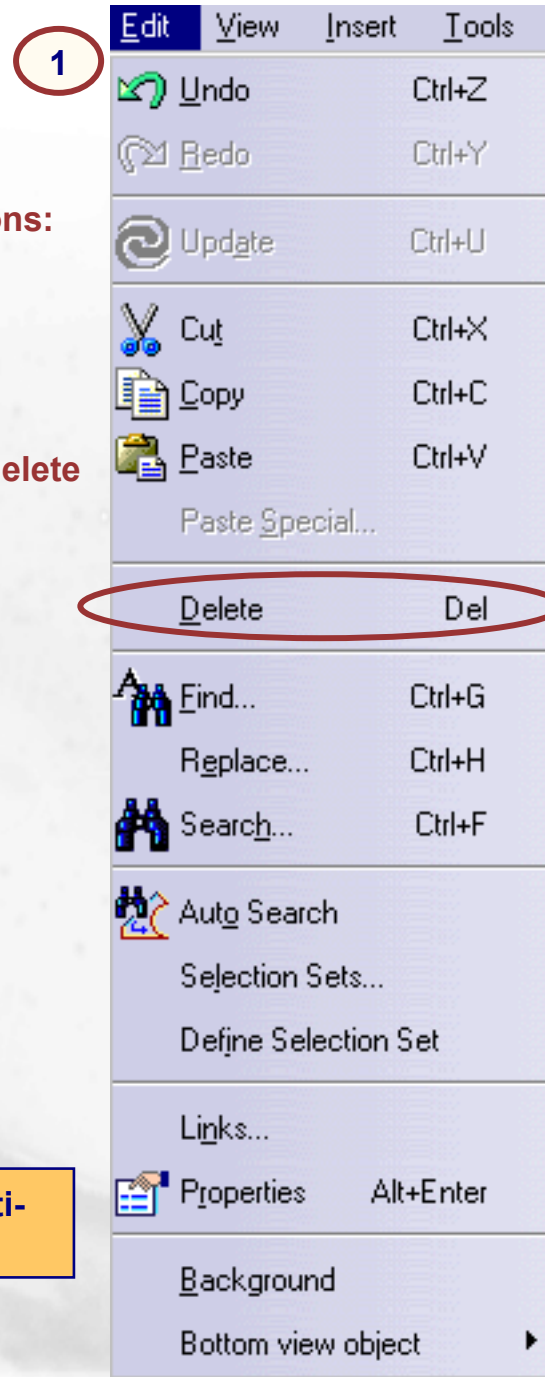 Edit View Insert Tools
1
Undo Ctrl+Z
Redo Ctrl+Y
ons:
Update Ctrl+U
Cut Ctrl+X
Copy Ctrl+C
elete
Paste Ctrl+V
Paste Special...
Delete Del
Find... Ctrl+G
Replace... Ctrl+H
Search... Ctrl+F
Auto Search
Selection Sets...
Define Selection Set
Links...
ti-
Properties Alt+Enter
Background
Bottom view object